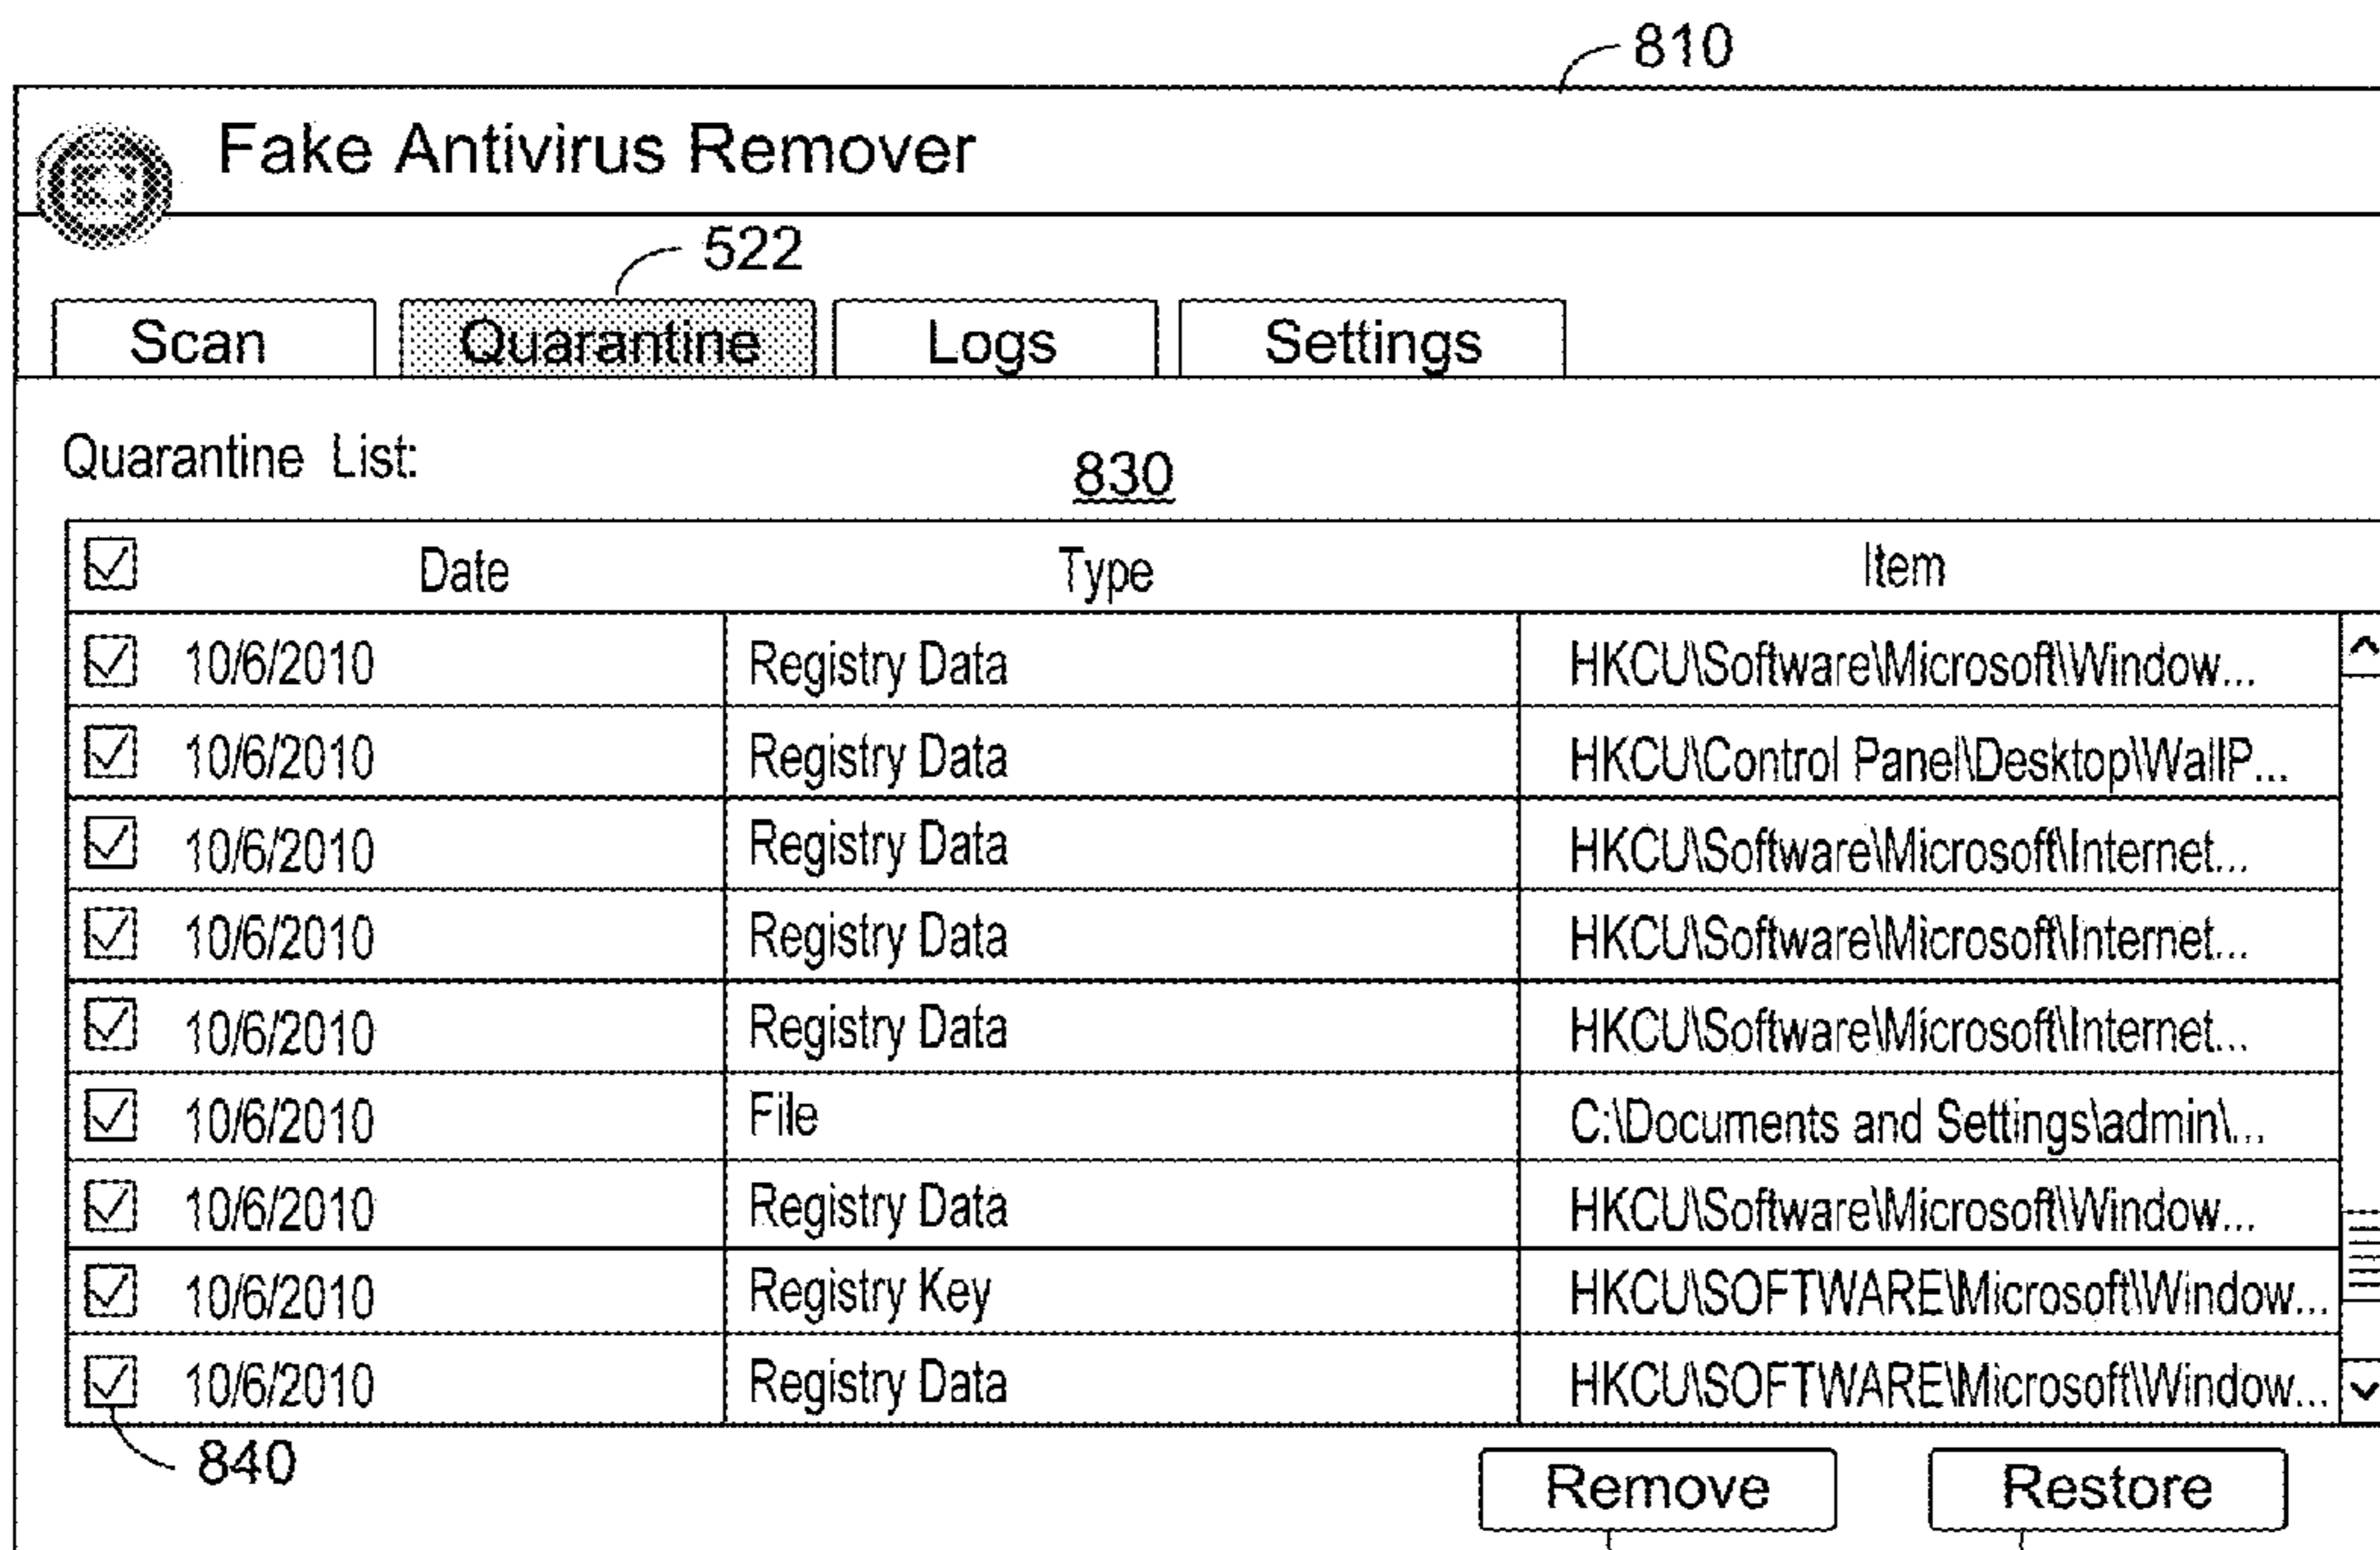 810
Fake Antivirus Remover
522
Scan Quarantine Logs Settings
Quarantine List:
830
Date Type Item
10/6/2010 Registry Data HKCU\Software\Microsoft\Window...
10/6/2010 Registry Data HKCU\Control Panel\Desktop\WallP...
10/6/2010 Registry Data HKCU\Software\Microsoft\Internet...
10/6/2010 Registry Data HKCU\Software\Microsoft\Internet...
10/6/2010 Registry Data HKCU\Software\Microsoft\Internet...
10/6/2010 File C:\Documents and Settings\admin\...
10/6/2010 Registry Data HKCU\Software\Microsoft\Window...
10/6/2010 Registry Key HKCU\SOFTWARE\Microsoft\Window...
10/6/2010 Registry Data HKCU\SOFTWARE\Microsoft\Window...
840
Remove Restore